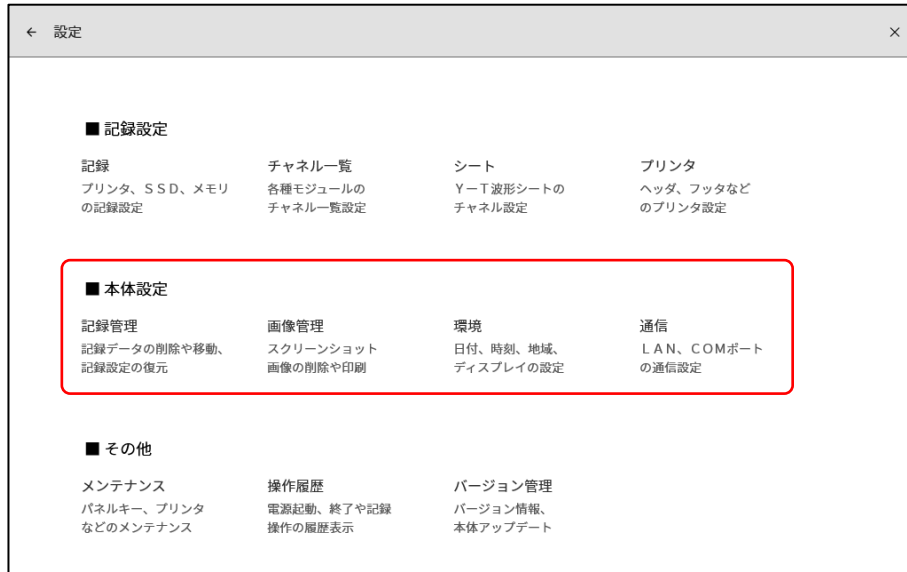 ← 設定 ×
■ 記録設定
記録
プリンタ、ＳＳＤ、メモリ
の記録設定
チャネル一覧
各種モジュールの
チャネル一覧設定
シート
Ｙ－Ｔ波形シートの
チャネル設定
プリンタ
ヘッダ、フッタなど
のプリンタ設定
■ 本体設定
記録管理
記録データの削除や移動、
記録設定の復元
画像管理
スクリーンショット
画像の削除や印刷
環境
日付、時刻、地域、
ディスプレイの設定
通信
ＬＡＮ、ＣＯＭポート
の通信設定
■ その他
メンテナンス
パネルキー、プリンタ
などのメンテナンス
操作履歴
電源起動、終了や記録
操作の履歴表示
バージョン管理
バージョン情報、
本体アップデート